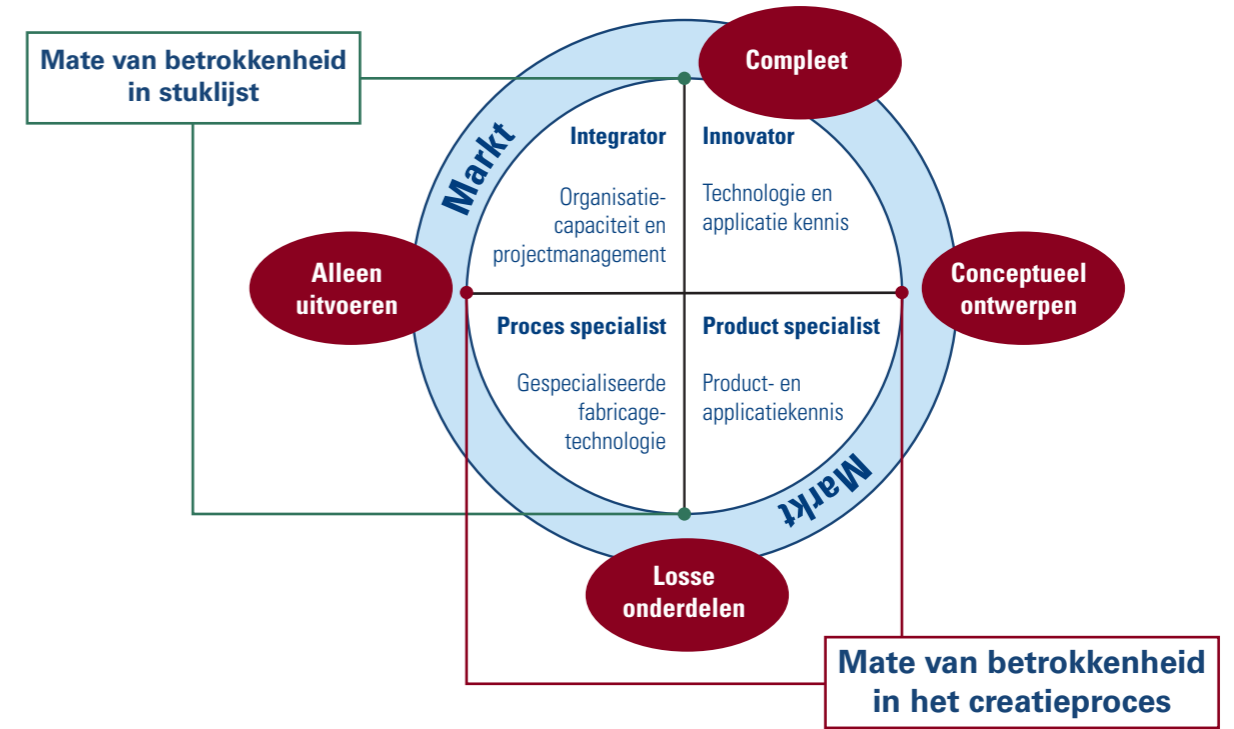 Mate van betrokkenheid
in stuklijst
Compleet
Markt
Integrator
Organisatie-
capaciteit en
projectmanagement
Innovator
Technologie en
applicatie kennis
Alleen
uitvoeren
Conceptueel
ontwerpen
Proces specialist
Gespecialiseerde
fabricage-
technologie
Product specialist
Product- en
applicatiekennis
Markt
Losse
onderdelen
Mate van betrokkenheid
in het creatieproces